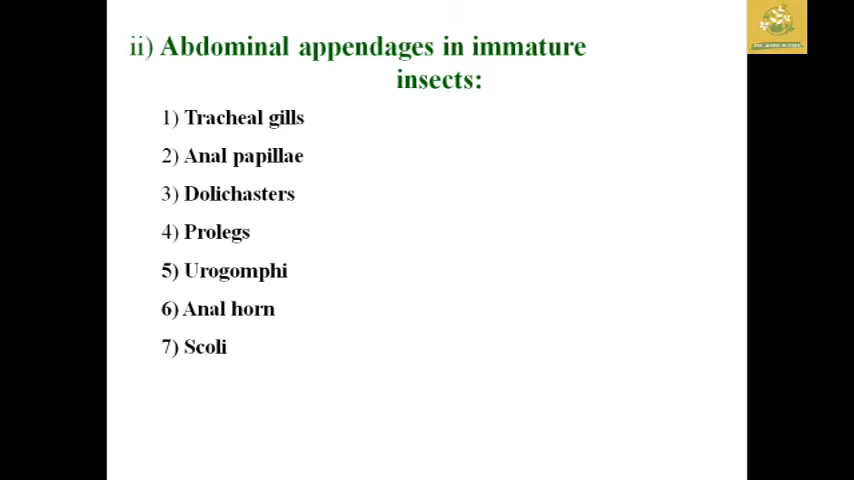 ii) Abdominal appendages in immature
insects:
1) Tracheal gills
2) Anal papillae
3) Dolichasters
4) Prolegs
5) Urogomphi
6) Anal horn
7) Scoli